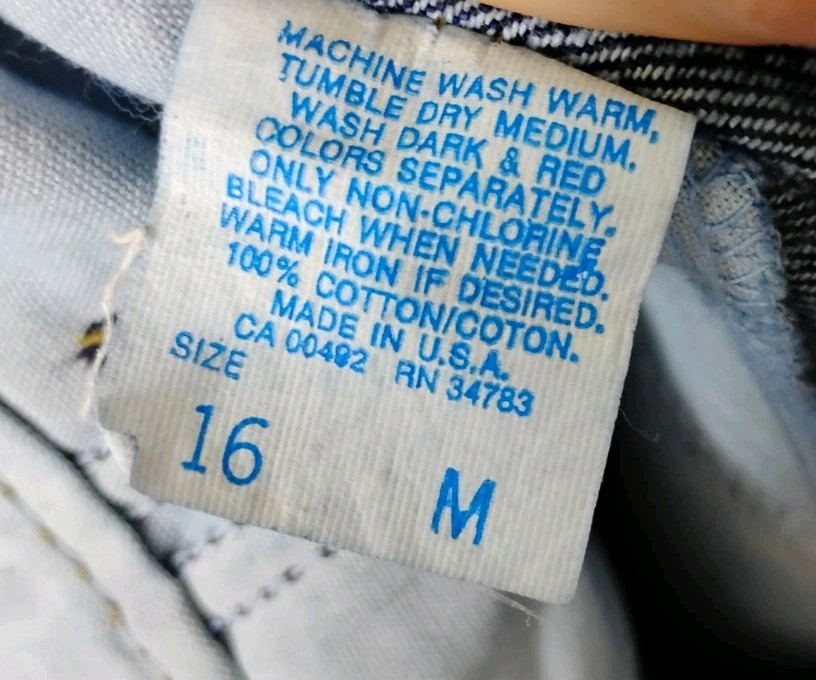 MACHINE WASH WARM,
TUMBLE DRY MEDIUM.
WASH DARK & RED
COLORS SEPARATELY.
ONLY NON-CHLORINE
BLEACH WHEN NEEDED.
WARM IRON IF DESIRED.
100% COTTON/COTON.
MADE IN U.S.A.
CA 00492 RN 34783
SIZE
16 M